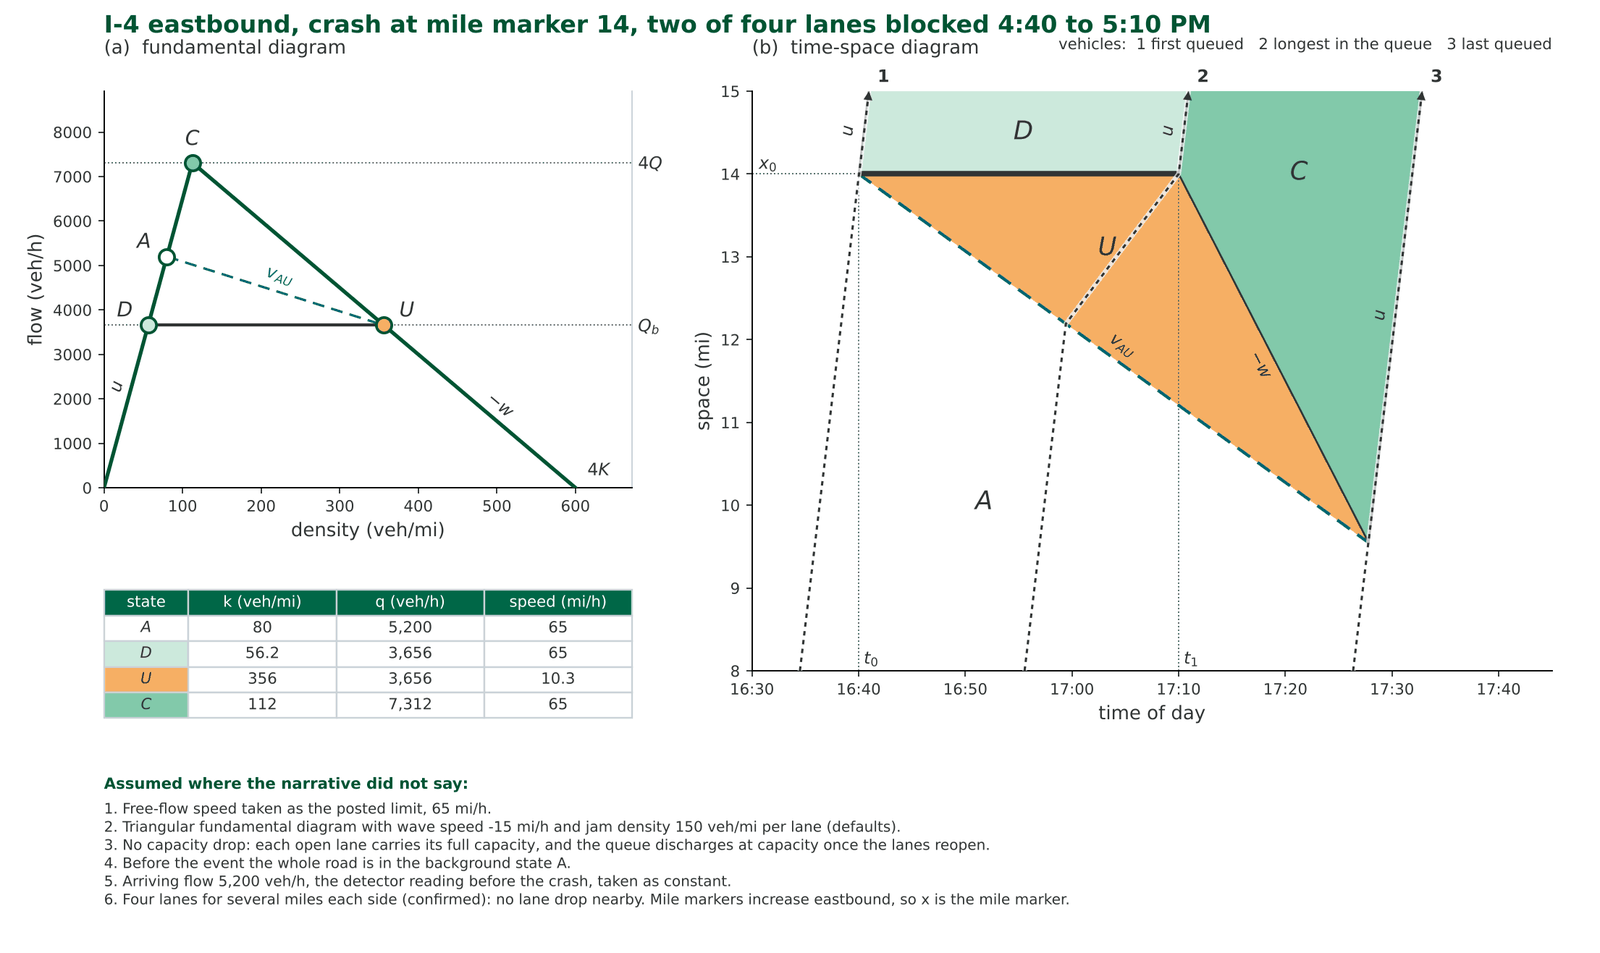 I-4 eastbound, crash at mile marker 14, two of four lanes blocked 4:40 to 5:10 PM
(a) fundamental diagram
flow (veh/h)
8000
7000
6000
5000
4000
3000
2000
1000
0
0 100 200 300 400 500 600
density (veh/mi)
C
A
D
U
v_AU
u
−w
4Q
Q_b
4K
state k (veh/mi) q (veh/h) speed (mi/h)
A 80 5,200 65
D 56.2 3,656 65
U 356 3,656 10.3
C 112 7,312 65
(b) time-space diagram
vehicles: 1 first queued 2 longest in the queue 3 last queued
1 2 3
space (mi)
15
14
13
12
11
10
9
8
x_0
u
D
u
C
U
u
v_AU
−w
A
t_0
t_1
16:30 16:40 16:50 17:00 17:10 17:20 17:30 17:40
time of day
Assumed where the narrative did not say:
1. Free-flow speed taken as the posted limit, 65 mi/h.
2. Triangular fundamental diagram with wave speed -15 mi/h and jam density 150 veh/mi per lane (defaults).
3. No capacity drop: each open lane carries its full capacity, and the queue discharges at capacity once the lanes reopen.
4. Before the event the whole road is in the background state A.
5. Arriving flow 5,200 veh/h, the detector reading before the crash, taken as constant.
6. Four lanes for several miles each side (confirmed): no lane drop nearby. Mile markers increase eastbound, so x is the mile marker.